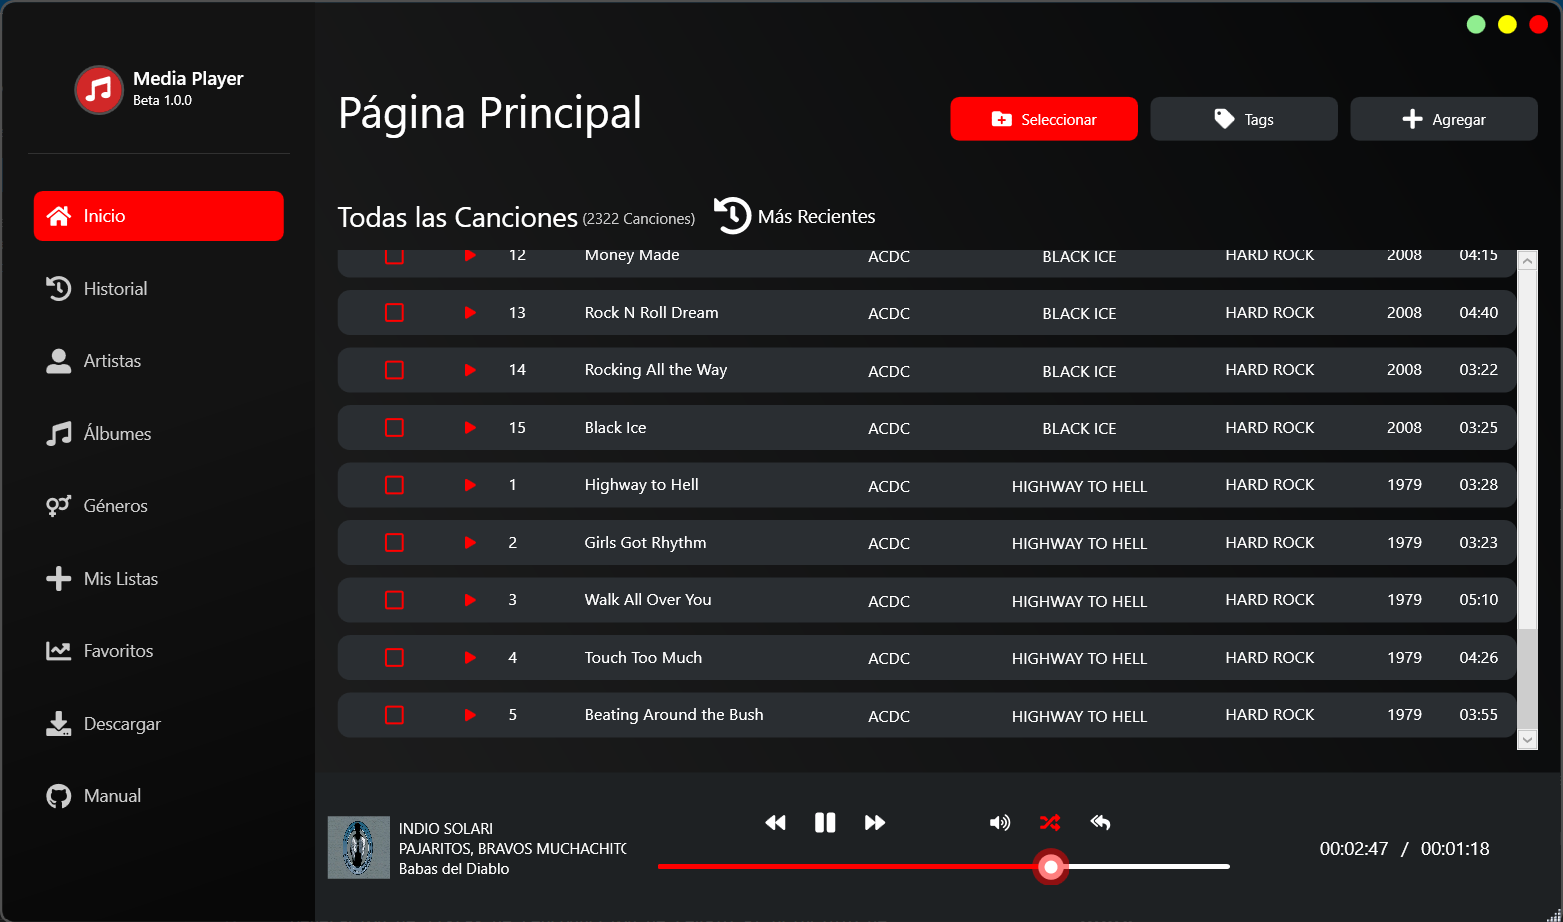 Media Player
Beta 1.0.0
Inicio
Historial
Artistas
Álbumes
Géneros
Mis Listas
Favoritos
Descargar
Manual
Página Principal
Seleccionar
Tags
Agregar
Todas las Canciones (2322 Canciones) Más Recientes
12 Money Made ACDC BLACK ICE HARD ROCK 2008 04:15
13 Rock N Roll Dream ACDC BLACK ICE HARD ROCK 2008 04:40
14 Rocking All the Way ACDC BLACK ICE HARD ROCK 2008 03:22
15 Black Ice ACDC BLACK ICE HARD ROCK 2008 03:25
1 Highway to Hell ACDC HIGHWAY TO HELL HARD ROCK 1979 03:28
2 Girls Got Rhythm ACDC HIGHWAY TO HELL HARD ROCK 1979 03:23
3 Walk All Over You ACDC HIGHWAY TO HELL HARD ROCK 1979 05:10
4 Touch Too Much ACDC HIGHWAY TO HELL HARD ROCK 1979 04:26
5 Beating Around the Bush ACDC HIGHWAY TO HELL HARD ROCK 1979 03:55
INDIO SOLARI
PAJARITOS, BRAVOS MUCHACHITO
Babas del Diablo
00:02:47 / 00:01:18